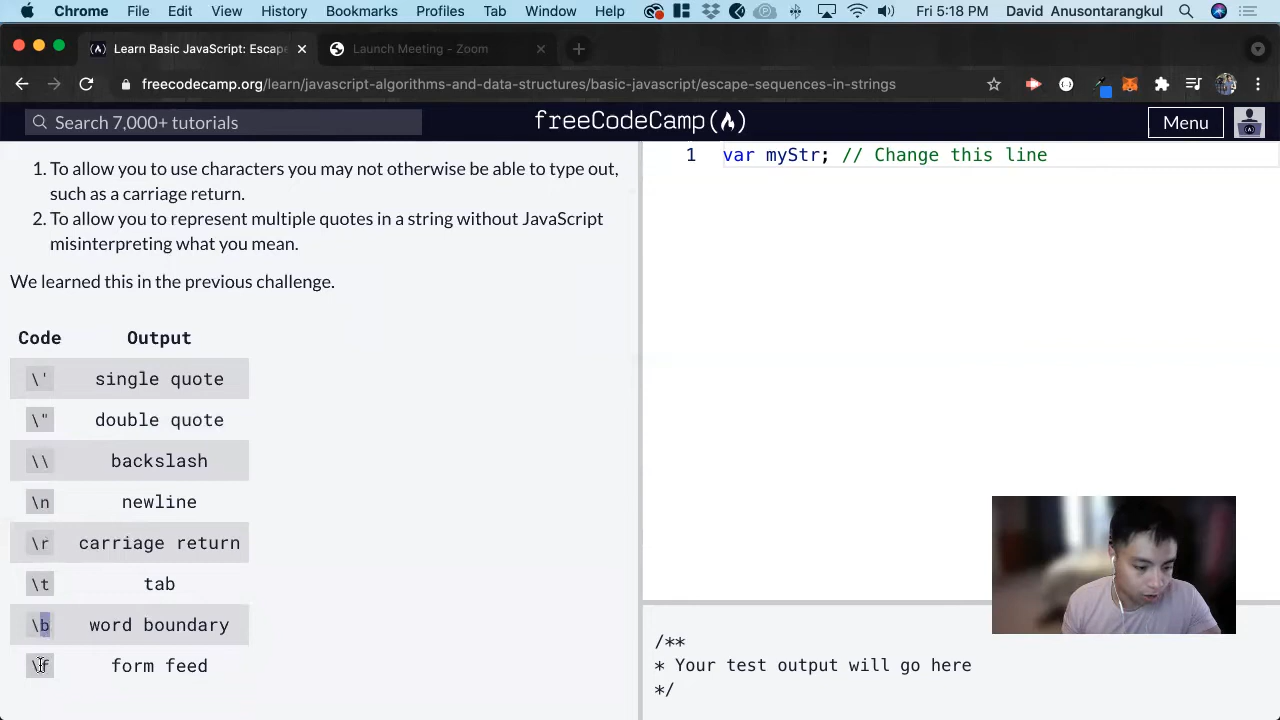 Chrome File Edit View History Bookmarks Profiles Tab Window Help Fri 5:18 PM David Anusontarangkul
Learn Basic JavaScript: Escape
Launch Meeting - Zoom
freecodecamp.org/learn/javascript-algorithms-and-data-structures/basic-javascript/escape-sequences-in-strings
Search 7,000+ tutorials
freeCodeCamp
Menu
1. To allow you to use characters you may not otherwise be able to type out,
such as a carriage return.
2. To allow you to represent multiple quotes in a string without JavaScript
misinterpreting what you mean.
We learned this in the previous challenge.
Code Output
\' single quote
\" double quote
\\ backslash
\n newline
\r carriage return
\t tab
\b word boundary
\f form feed
1 var myStr; // Change this line
/**
* Your test output will go here
*/